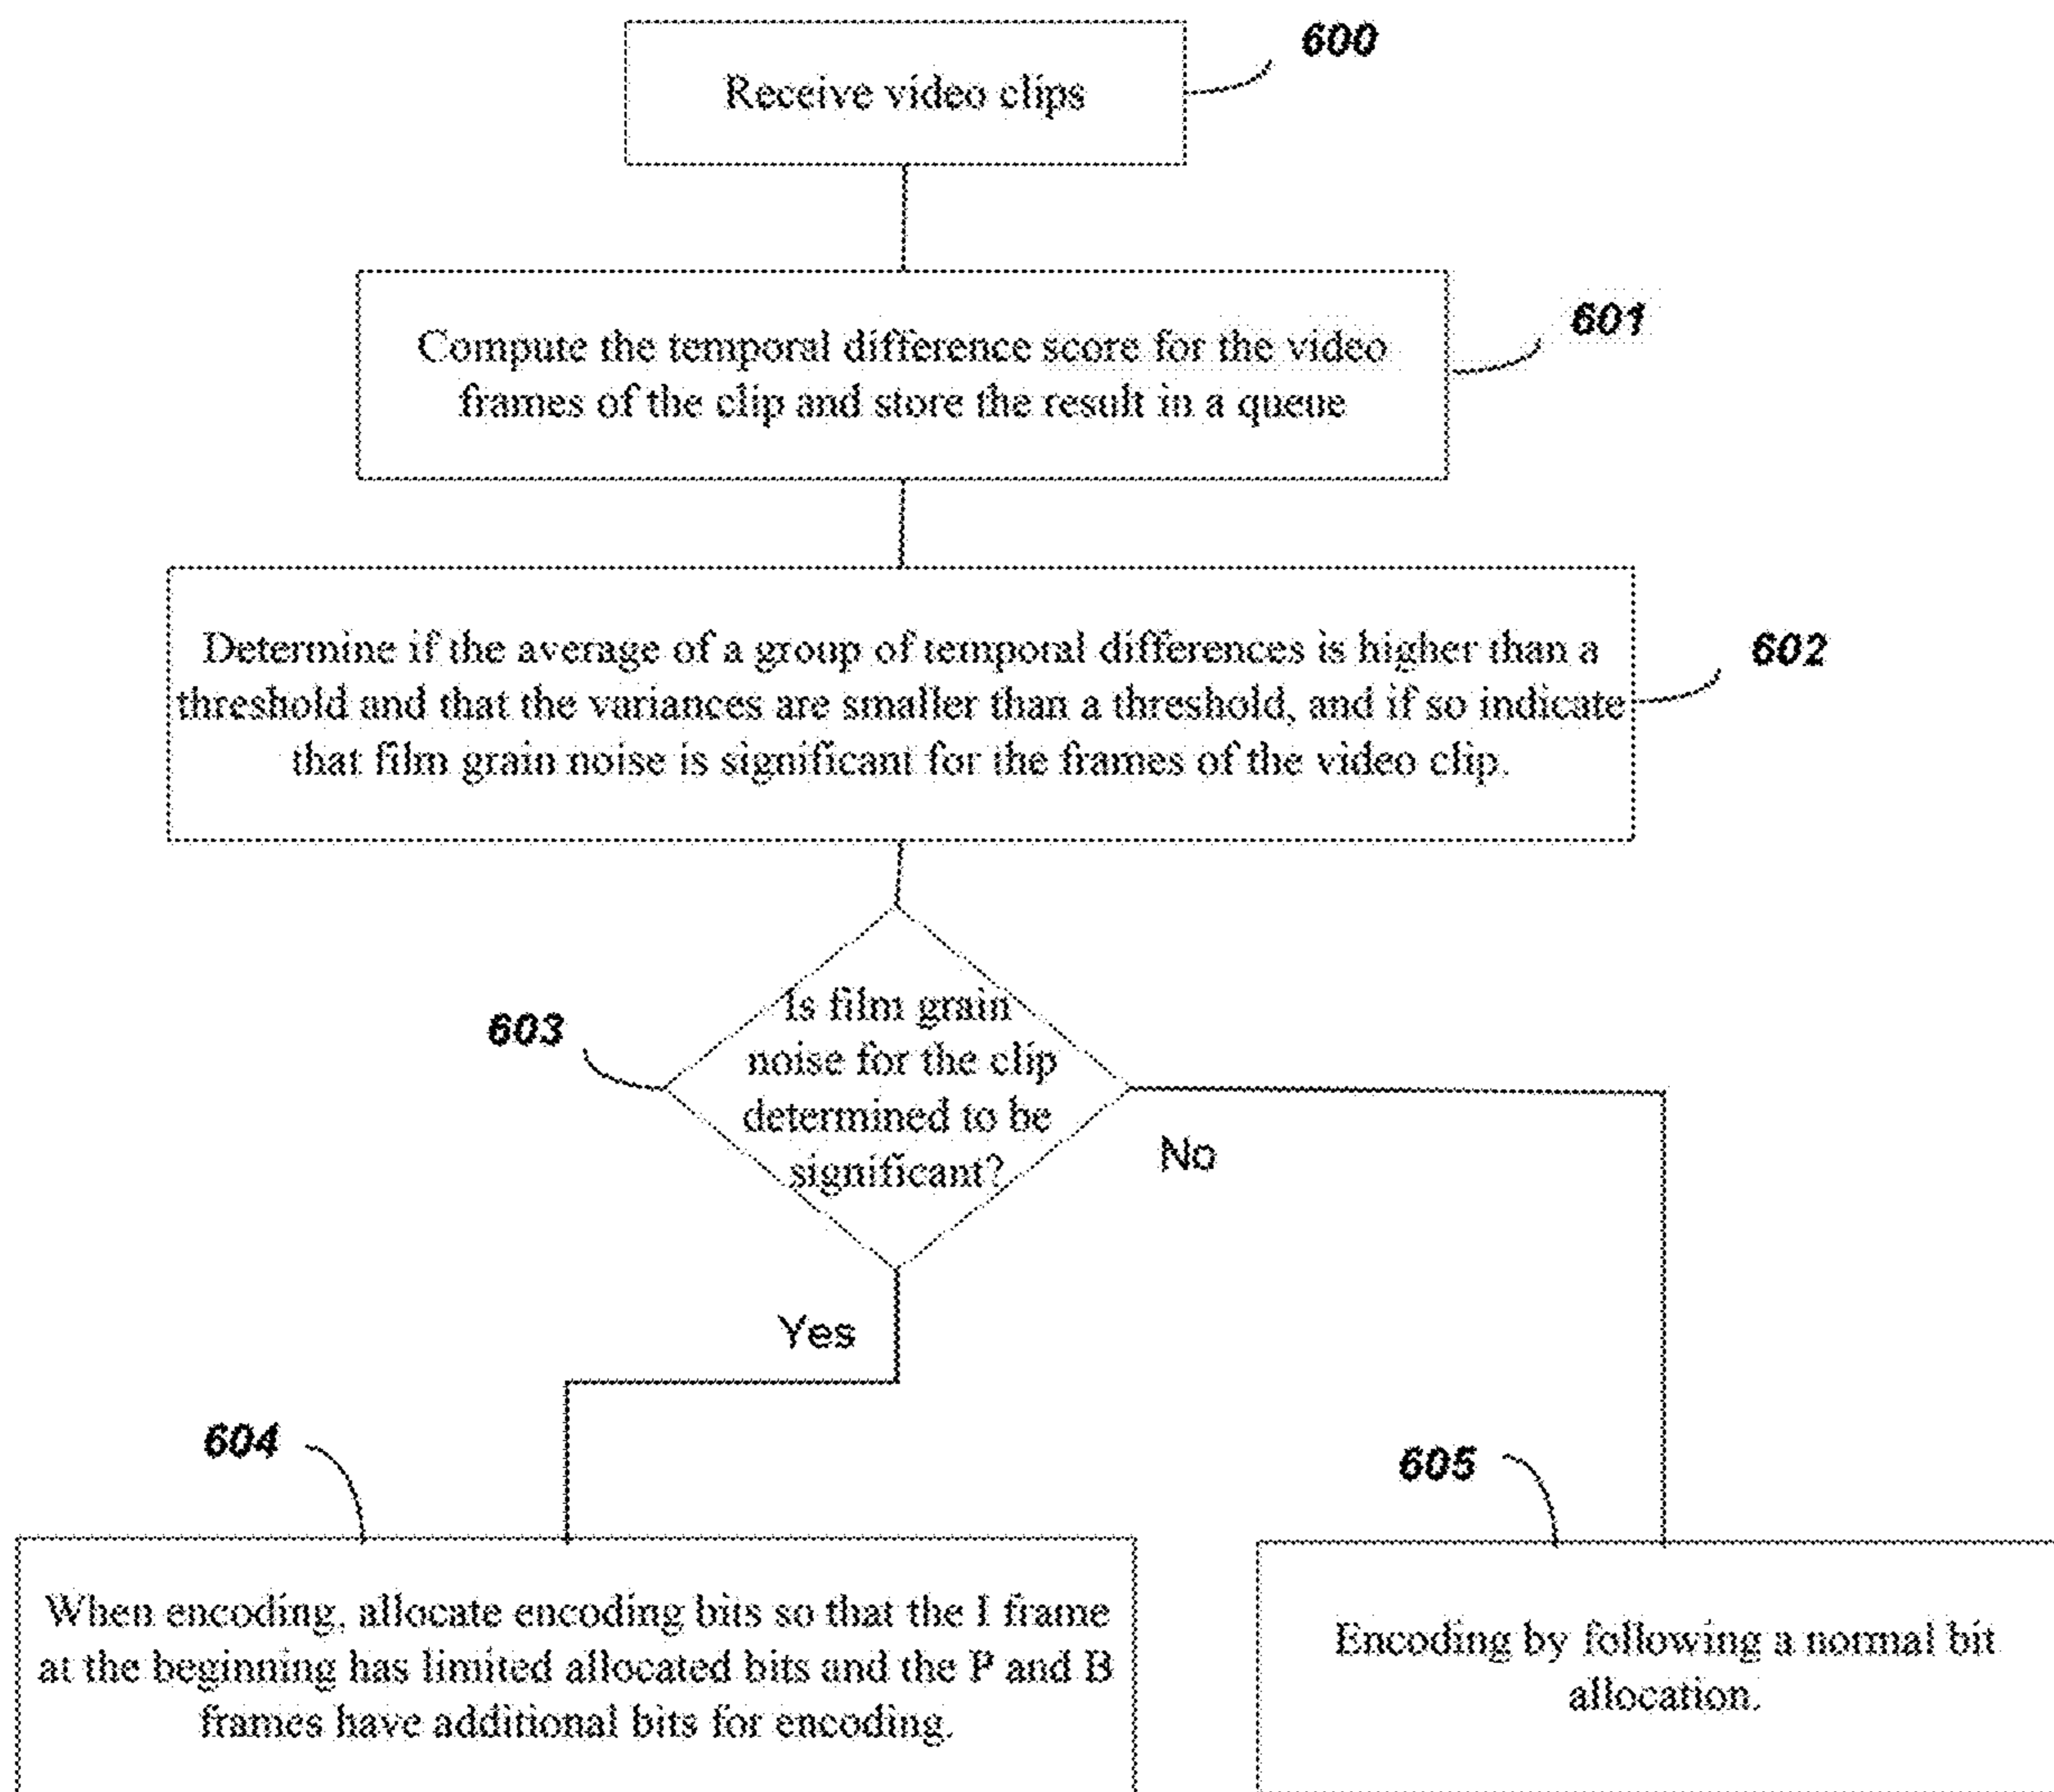 600
Receive video clips
601
Compute the temporal difference score for the video
frames of the clip and store the result in a queue
602
Determine if the average of a group of temporal differences is higher than a
threshold and that the variances are smaller than a threshold, and if so indicate
that film grain noise is significant for the frames of the video clip.
603
Is film grain
noise for the clip
determined to be
significant?
No
Yes
604
When encoding, allocate encoding bits so that the I frame
at the beginning has limited allocated bits and the P and B
frames have additional bits for encoding.
605
Encoding by following a normal bit
allocation.